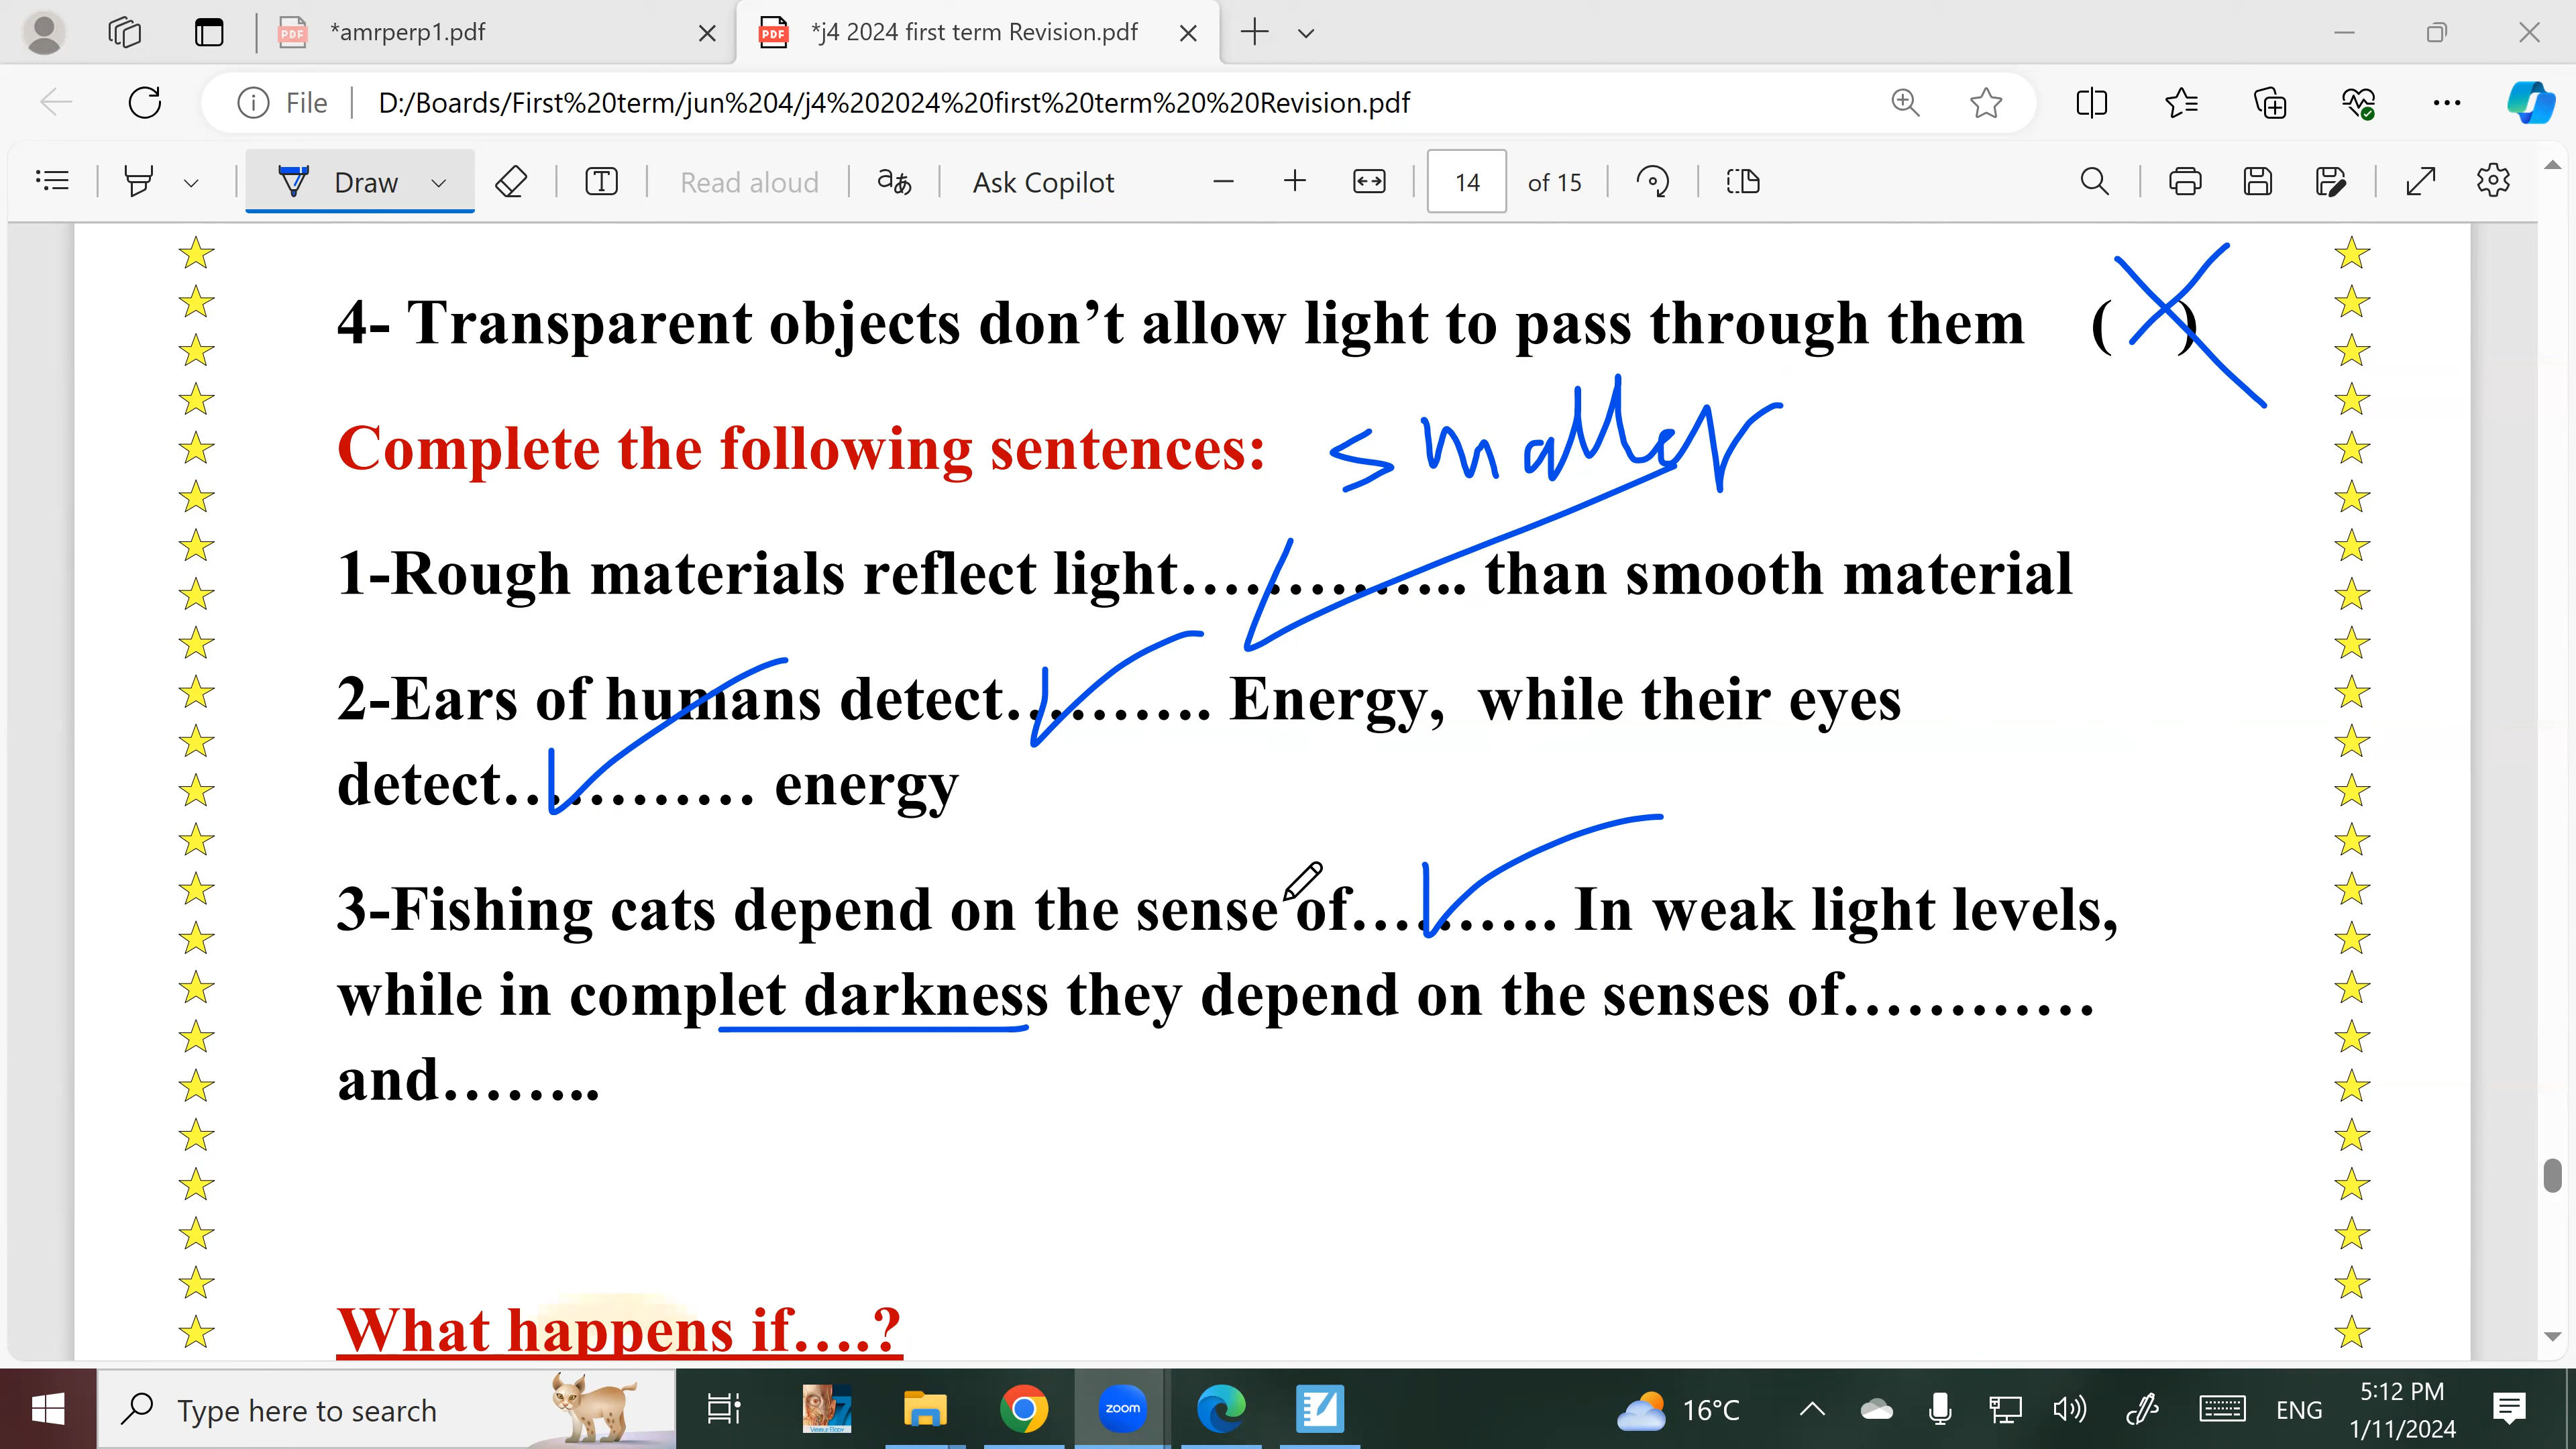 *amrperp1.pdf
*j4 2024 first term Revision.pdf
File
D:/Boards/First%20term/jun%204/j4%202024%20first%20term%20%20Revision.pdf
Draw
Read aloud
Ask Copilot
14 of 15
4- Transparent objects don’t allow light to pass through them ( )
Complete the following sentences:
smaller
1-Rough materials reflect light………….. than smooth material
2-Ears of humans detect………. Energy, while their eyes
detect………… energy
3-Fishing cats depend on the sense of………. In weak light levels,
while in complet darkness they depend on the senses of…………
and……..
What happens if….?
Type here to search
zoom
16°C
ENG
5:12 PM
1/11/2024